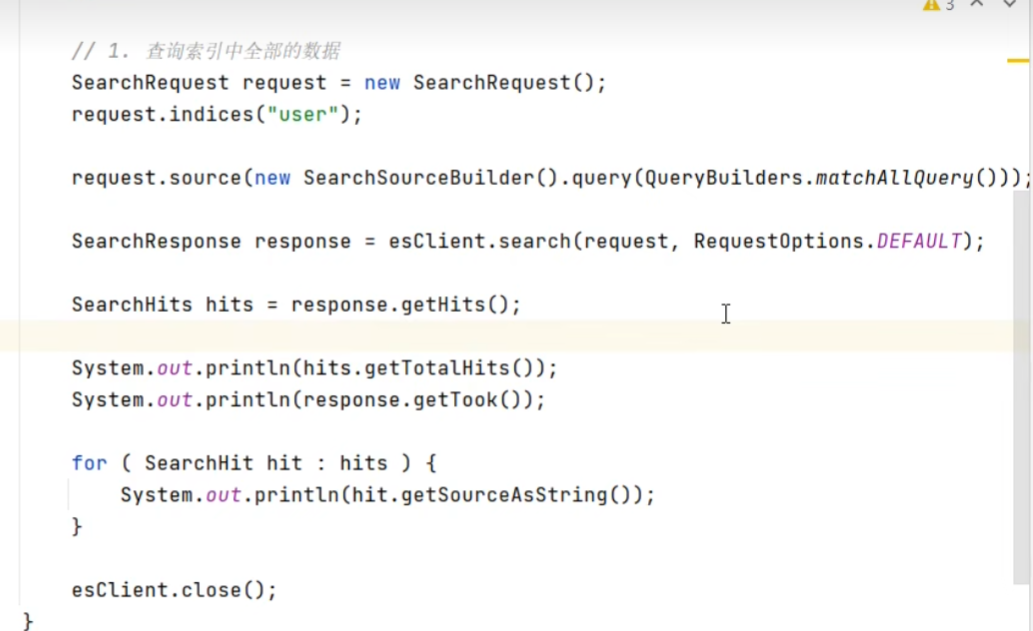 3
// 1. 查询索引中全部的数据
SearchRequest request = new SearchRequest();
request.indices("user");
request.source(new SearchSourceBuilder().query(QueryBuilders.matchAllQuery()));
SearchResponse response = esClient.search(request, RequestOptions.DEFAULT);
SearchHits hits = response.getHits();
System.out.println(hits.getTotalHits());
System.out.println(response.getTook());
for ( SearchHit hit : hits ) {
System.out.println(hit.getSourceAsString());
}
esClient.close();
}